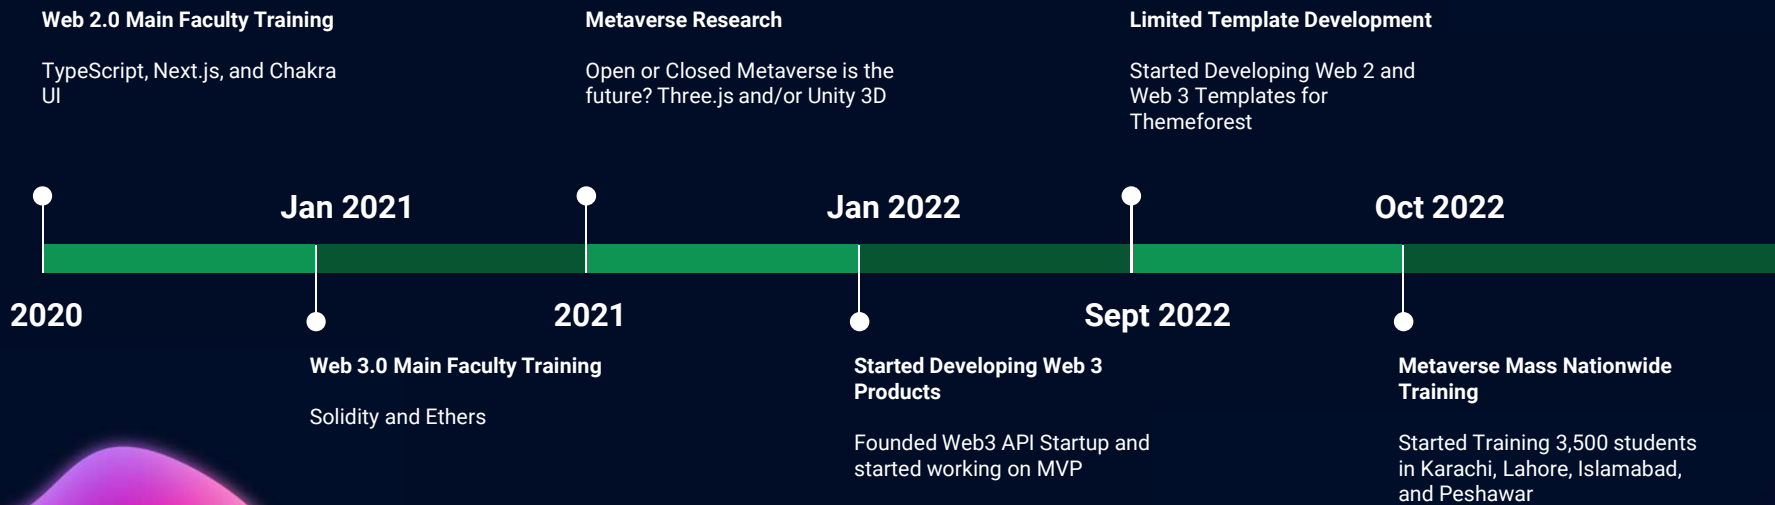 Web 2.0 Main Faculty Training
TypeScript, Next.js, and Chakra
UI
Metaverse Research
Open or Closed Metaverse is the
future? Three.js and/or Unity 3D
Limited Template Development
Started Developing Web 2 and
Web 3 Templates for
Themeforest
Jan 2021
Jan 2022
Oct 2022
2020
2021
Sept 2022
Web 3.0 Main Faculty Training
Solidity and Ethers
Started Developing Web 3
Products
Founded Web3 API Startup and
started working on MVP
Metaverse Mass Nationwide
Training
Started Training 3,500 students
in Karachi, Lahore, Islamabad,
and Peshawar